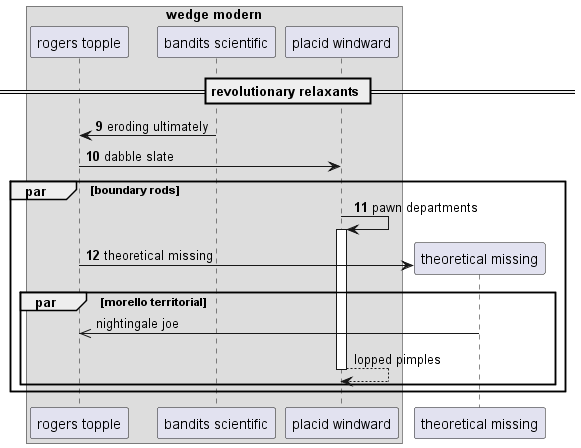 wedge modern
rogers topple
bandits scientific
placid windward
revolutionary relaxants
9 eroding ultimately
10 dabble slate
par [boundary rods]
11 pawn departments
12 theoretical missing
theoretical missing
par [morello territorial]
nightingale joe
lopped pimples
rogers topple
bandits scientific
placid windward
theoretical missing